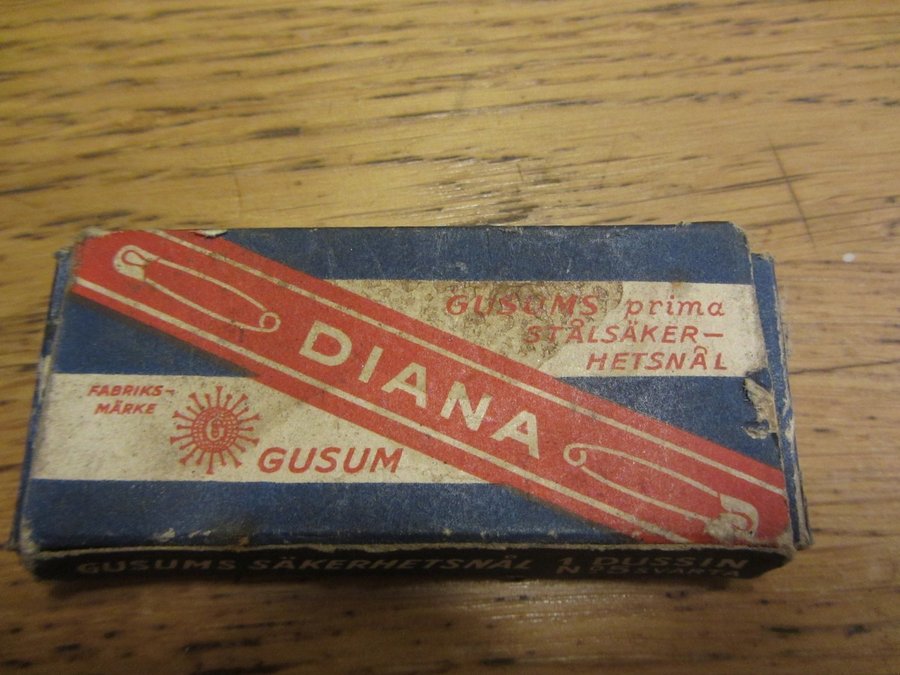 GUSUMS prima
STÅLSÄKER-
HETSNÅL
DIANA
FABRIKS-
MÄRKE
G
GUSUM
GUSUMS SÄKERHETSNÅL 1 DUSSIN